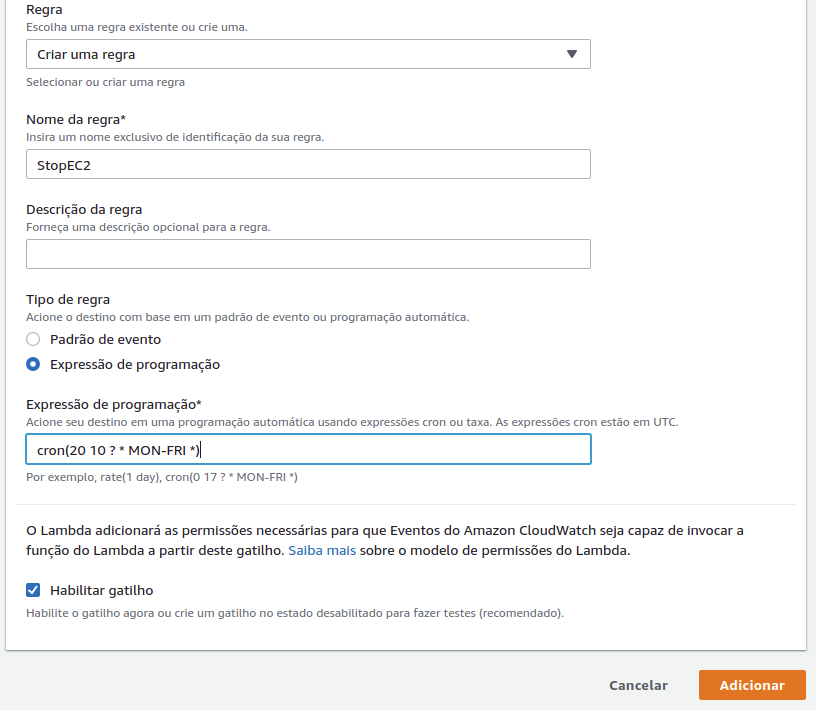 Regra
Escolha uma regra existente ou crie uma.
Criar uma regra
Selecionar ou criar uma regra
Nome da regra*
Insira um nome exclusivo de identificação da sua regra.
StopEC2
Descrição da regra
Forneça uma descrição opcional para a regra.
Tipo de regra
Acione o destino com base em um padrão de evento ou programação automática.
Padrão de evento
Expressão de programação
Expressão de programação*
Acione seu destino em uma programação automática usando expressões cron ou taxa. As expressões cron estão em UTC.
cron(20 10 ? * MON-FRI *)
Por exemplo, rate(1 day), cron(0 17 ? * MON-FRI *)
O Lambda adicionará as permissões necessárias para que Eventos do Amazon CloudWatch seja capaz de invocar a
função do Lambda a partir deste gatilho. Saiba mais sobre o modelo de permissões do Lambda.
Habilitar gatilho
Habilite o gatilho agora ou crie um gatilho no estado desabilitado para fazer testes (recomendado).
Cancelar
Adicionar